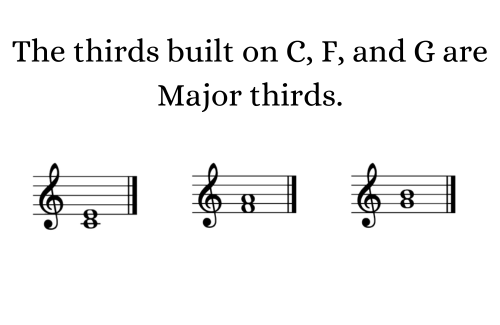 The thirds built on C, F, and G are
Major thirds.